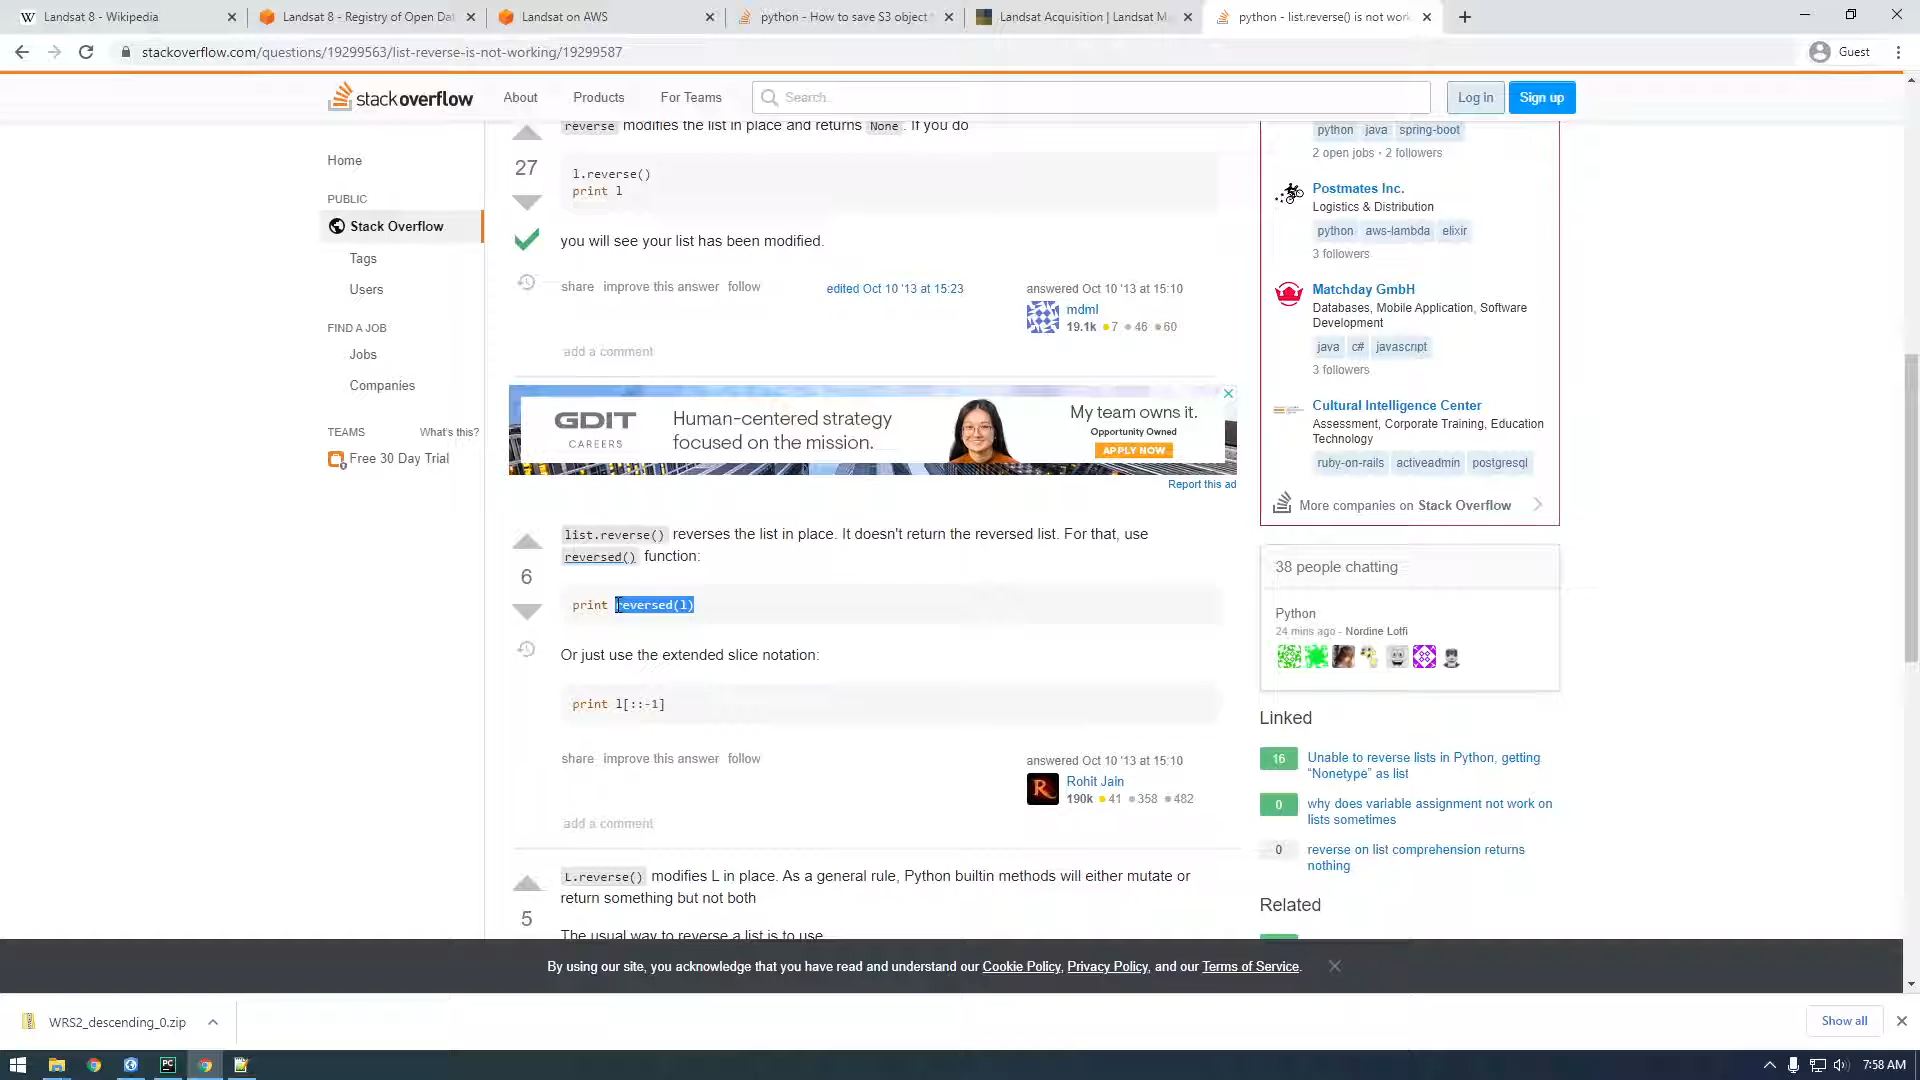 Landsat 8 - Wikipedia
Landsat 8 - Registry of Open Dat
Landsat on AWS
python - How to save S3 object
Landsat Acquisition | Landsat M
python - list.reverse() is not work
stackoverflow.com/questions/19299563/list-reverse-is-not-working/19299587
Guest
stackoverflow
About
Products
For Teams
Search…
Log in
Sign up
Home
PUBLIC
Stack Overflow
Tags
Users
FIND A JOB
Jobs
Companies
TEAMS
What's this?
Free 30 Day Trial
reverse modifies the list in place and returns None. If you do
27
l.reverse()
print l
you will see your list has been modified.
share improve this answer follow
edited Oct 10 '13 at 15:23
answered Oct 10 '13 at 15:10
mdml
19.1k 7 46 60
add a comment
GDIT
CAREERS
Human-centered strategy
focused on the mission.
My team owns it.
Opportunity Owned
APPLY NOW
Report this ad
list.reverse() reverses the list in place. It doesn't return the reversed list. For that, use
reversed() function:
6
print reversed(l)
Or just use the extended slice notation:
print l[::-1]
share improve this answer follow
answered Oct 10 '13 at 15:10
Rohit Jain
190k 41 358 482
add a comment
L.reverse() modifies L in place. As a general rule, Python builtin methods will either mutate or
return something but not both
5
The usual way to reverse a list is to use
python java spring-boot
2 open jobs · 2 followers
Postmates Inc.
Logistics & Distribution
python aws-lambda elixir
3 followers
Matchday GmbH
Databases, Mobile Application, Software
Development
java c# javascript
3 followers
Cultural Intelligence Center
Assessment, Corporate Training, Education
Technology
ruby-on-rails activeadmin postgresql
More companies on Stack Overflow
38 people chatting
Python
24 mins ago - Nordine Lotfi
Linked
16 Unable to reverse lists in Python, getting
“Nonetype” as list
0 why does variable assignment not work on
lists sometimes
0 reverse on list comprehension returns
nothing
Related
By using our site, you acknowledge that you have read and understand our Cookie Policy, Privacy Policy, and our Terms of Service.
WRS2_descending_0.zip
Show all
PC
7:58 AM